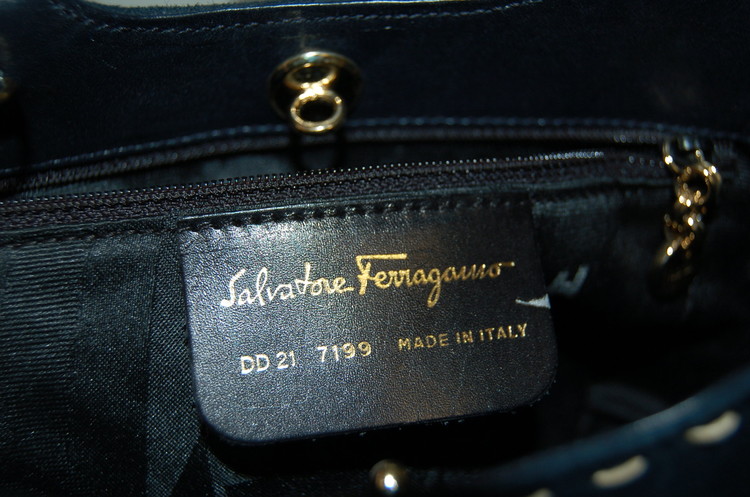 Salvatore Ferragamo
DD 21 7199 MADE IN ITALY